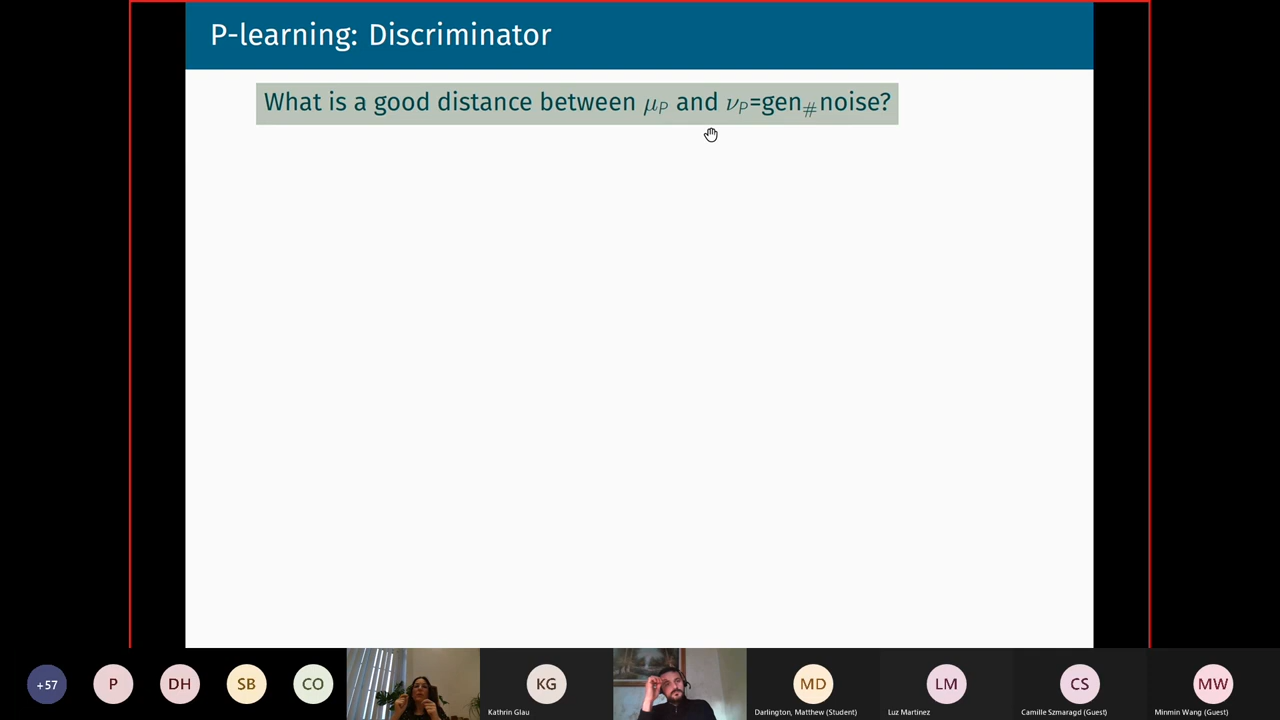 P-learning: Discriminator
What is a good distance between μ_P and ν_P=gen_#noise?
+57
P
DH
SB
CO
KG
Kathrin Glau
MD
Darlington, Matthew (Student)
LM
Luz Martinez
CS
Camille Szmaragd (Guest)
MW
Minmin Wang (Guest)